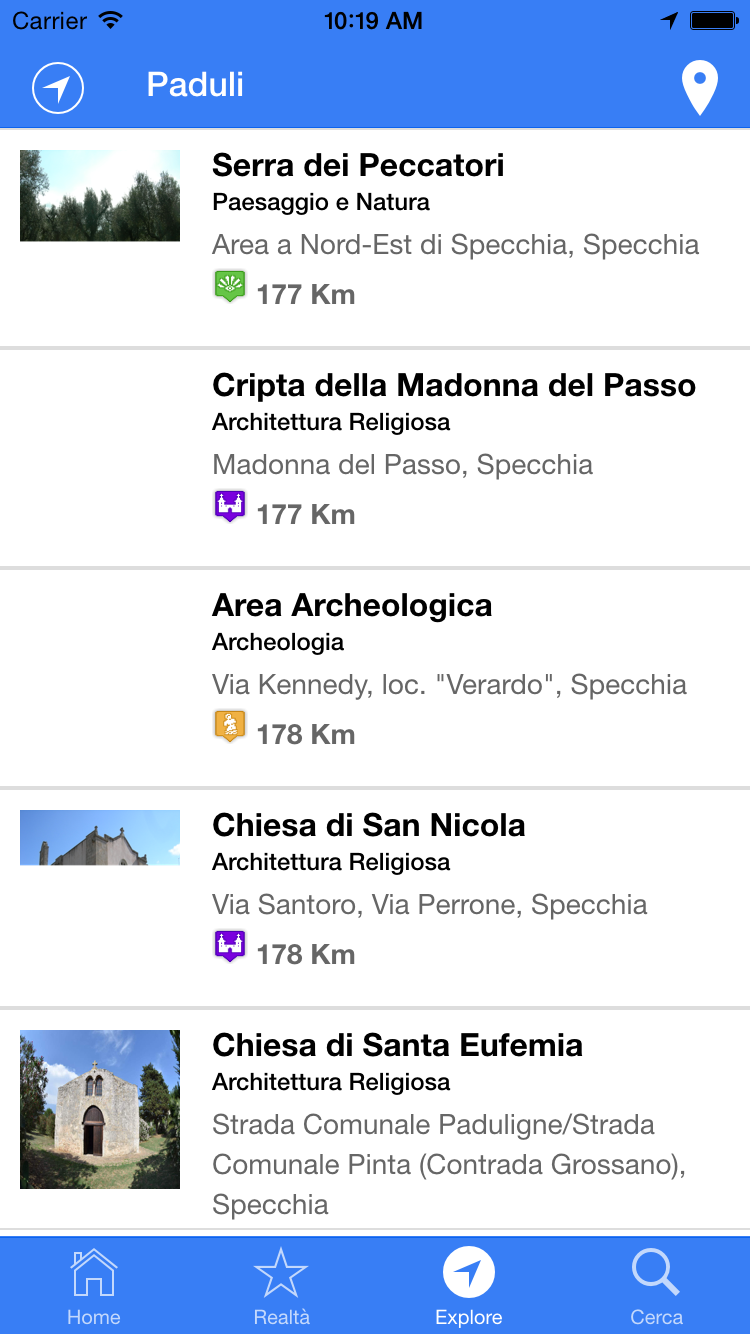 Carrier 10:19 AM
Paduli
Serra dei Peccatori
Paesaggio e Natura
Area a Nord-Est di Specchia, Specchia
177 Km
Cripta della Madonna del Passo
Architettura Religiosa
Madonna del Passo, Specchia
177 Km
Area Archeologica
Archeologia
Via Kennedy, loc. "Verardo", Specchia
178 Km
Chiesa di San Nicola
Architettura Religiosa
Via Santoro, Via Perrone, Specchia
178 Km
Chiesa di Santa Eufemia
Architettura Religiosa
Strada Comunale Paduligne/Strada
Comunale Pinta (Contrada Grossano),
Specchia
Home Realtà Explore Cerca